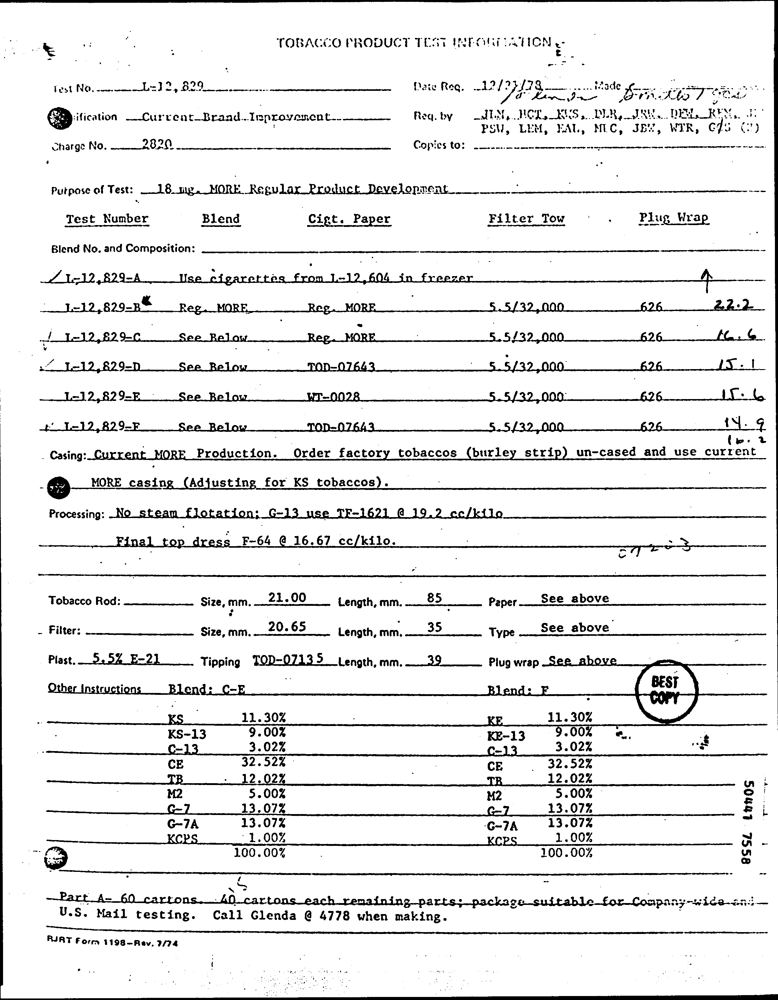 TOBACCO PRODUCT TEST INFORMATION
Test No. L-12,829 Date Req. 12/27/78 Made
ification Current Brand Improvement Req. by JLM, HCT, KVS, DLR, JRW, DEW, REM,
PSW, LEM, EAL, MLC, JBW, WTR,
Charge No. 2820 Copies to:
Purpose of Test: 18 mg. MORE Regular Product Development
Test Number Blend Cigt. Paper Filter Tow Plug Wrap
Blend No. and Composition:
L-12,829-A Use cigarettes from L-12,604 in freezer ↑
L-12,829-B Reg. MORE Reg. MORE 5.5/32,000 626 22.2
L-12,829-C See Below Reg. MORE 5.5/32,000 626 16.6
L-12,829-D See Below TOD-07643 5.5/32,000 626 15.1
L-12,829-E See Below WT-0028 5.5/32,000 626 15.6
L-12,829-F See Below TOD-07643 5.5/32,000 626 14.9
16.2
Casing: Current MORE Production. Order factory tobaccos (burley strip) un-cased and use current
MORE casing (Adjusting for KS tobaccos).
Processing: No steam flotation; G-13 use TF-1621 @ 19.2 cc/kilo
Final top dress F-64 @ 16.67 cc/kilo.
Tobacco Rod: Size, mm. 21.00 Length, mm. 85 Paper See above
Filter: Size, mm. 20.65 Length, mm. 35 Type See above
Plast. 5.5% E-21 Tipping TOD-07135 Length, mm. 39 Plug wrap See above
Other Instructions Blend: C-E Blend: F
BEST
COPY
KS 11.30% KE 11.30%
KS-13 9.00% KE-13 9.00%
C-13 3.02% C-13 3.02%
CE 32.52% CE 32.52%
TB 12.02% TB 12.02%
M2 5.00% M2 5.00%
G-7 13.07% G-7 13.07%
G-7A 13.07% G-7A 13.07%
KCPS 1.00% KCPS 1.00%
100.00% 100.00%
50441 7558
Part A- 60 cartons. 40 cartons each remaining parts; package suitable for Company-wide and
U.S. Mail testing. Call Glenda @ 4778 when making.
RJRT Form 1198-Rev. 7/74